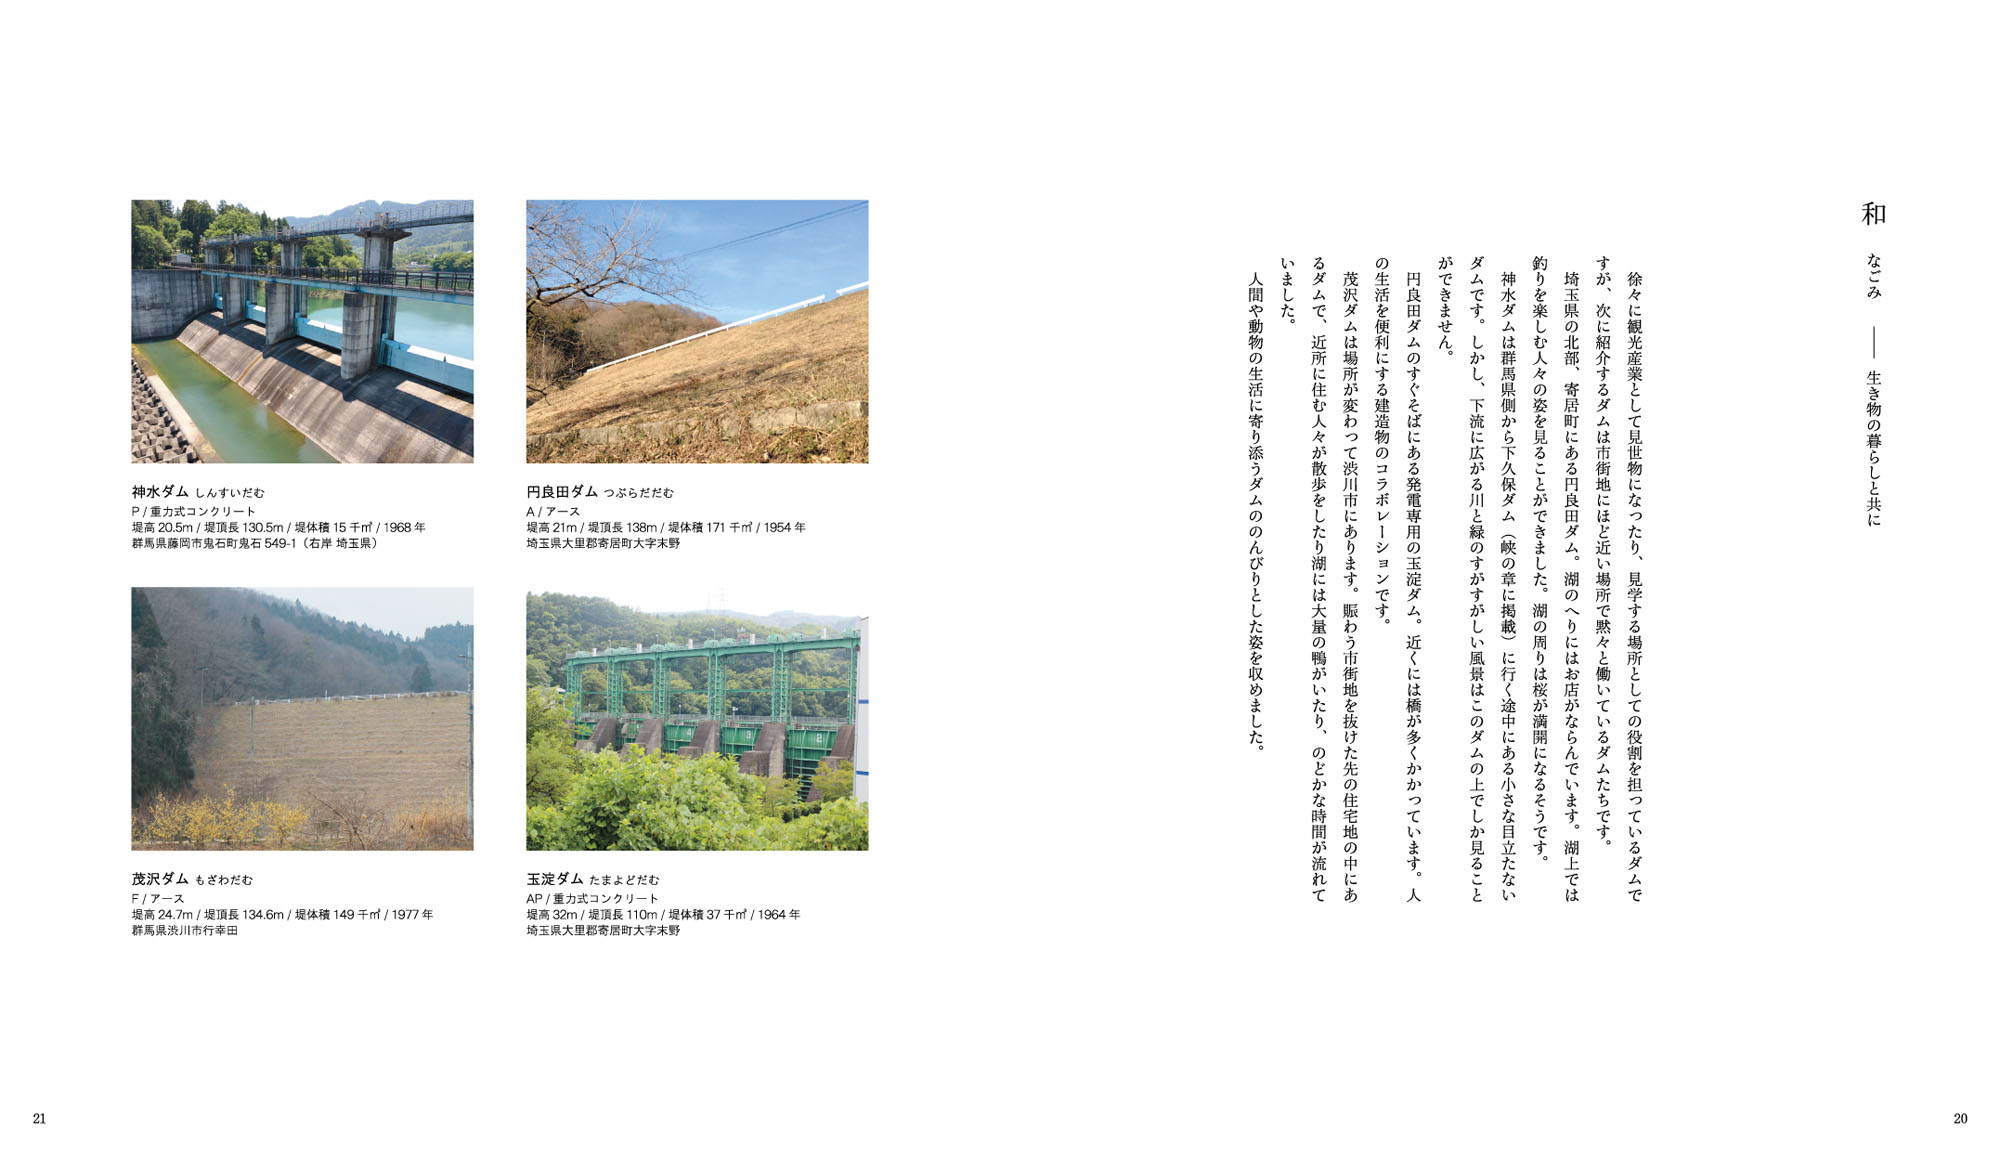 和 なごみ ―― 生き物の暮らしと共に
徐々に観光産業として見世物になったり、見学する場所としての役割を担っているダムで
すが、次に紹介するダムは市街地にほど近い場所で黙々と働いているダムたちです。
埼玉県の北部、寄居町にある円良田ダム。湖のへりにはお店がならんでいます。湖上では
釣りを楽しむ人々の姿を見ることができました。湖の周りは桜が満開になるそうです。
神水ダムは群馬県側から下久保ダム（峡の章に掲載）に行く途中にある小さな目立たない
ダムです。しかし、下流に広がる川と緑のすがすがしい風景はこのダムの上でしか見ること
ができません。
円良田ダムのすぐそばにある発電専用の玉淀ダム。近くには橋が多くかかっています。人
の生活を便利にする建造物のコラボレーションです。
茂沢ダムは場所が変わって渋川市にあります。賑わう市街地を抜けた先の住宅地の中にあ
るダムで、近所に住む人々が散歩をしたり湖には大量の鴨がいたり、のどかな時間が流れて
いました。
人間や動物の生活に寄り添うダムののんびりとした姿を収めました。
20
神水ダム しんすいだむ
P / 重力式コンクリート
堤高 20.5m / 堤頂長 130.5m / 堤体積 15 千㎥ / 1968 年
群馬県藤岡市鬼石町鬼石 549-1（右岸 埼玉県）
円良田ダム つぶらだだむ
A / アース
堤高 21m / 堤頂長 138m / 堤体積 171 千㎥ / 1954 年
埼玉県大里郡寄居町大字末野
茂沢ダム もざわだむ
F / アース
堤高 24.7m / 堤頂長 134.6m / 堤体積 149 千㎥ / 1977 年
群馬県渋川市行幸田
4 3 2
玉淀ダム たまよどだむ
AP / 重力式コンクリート
堤高 32m / 堤頂長 110m / 堤体積 37 千㎥ / 1964 年
埼玉県大里郡寄居町大字末野
21